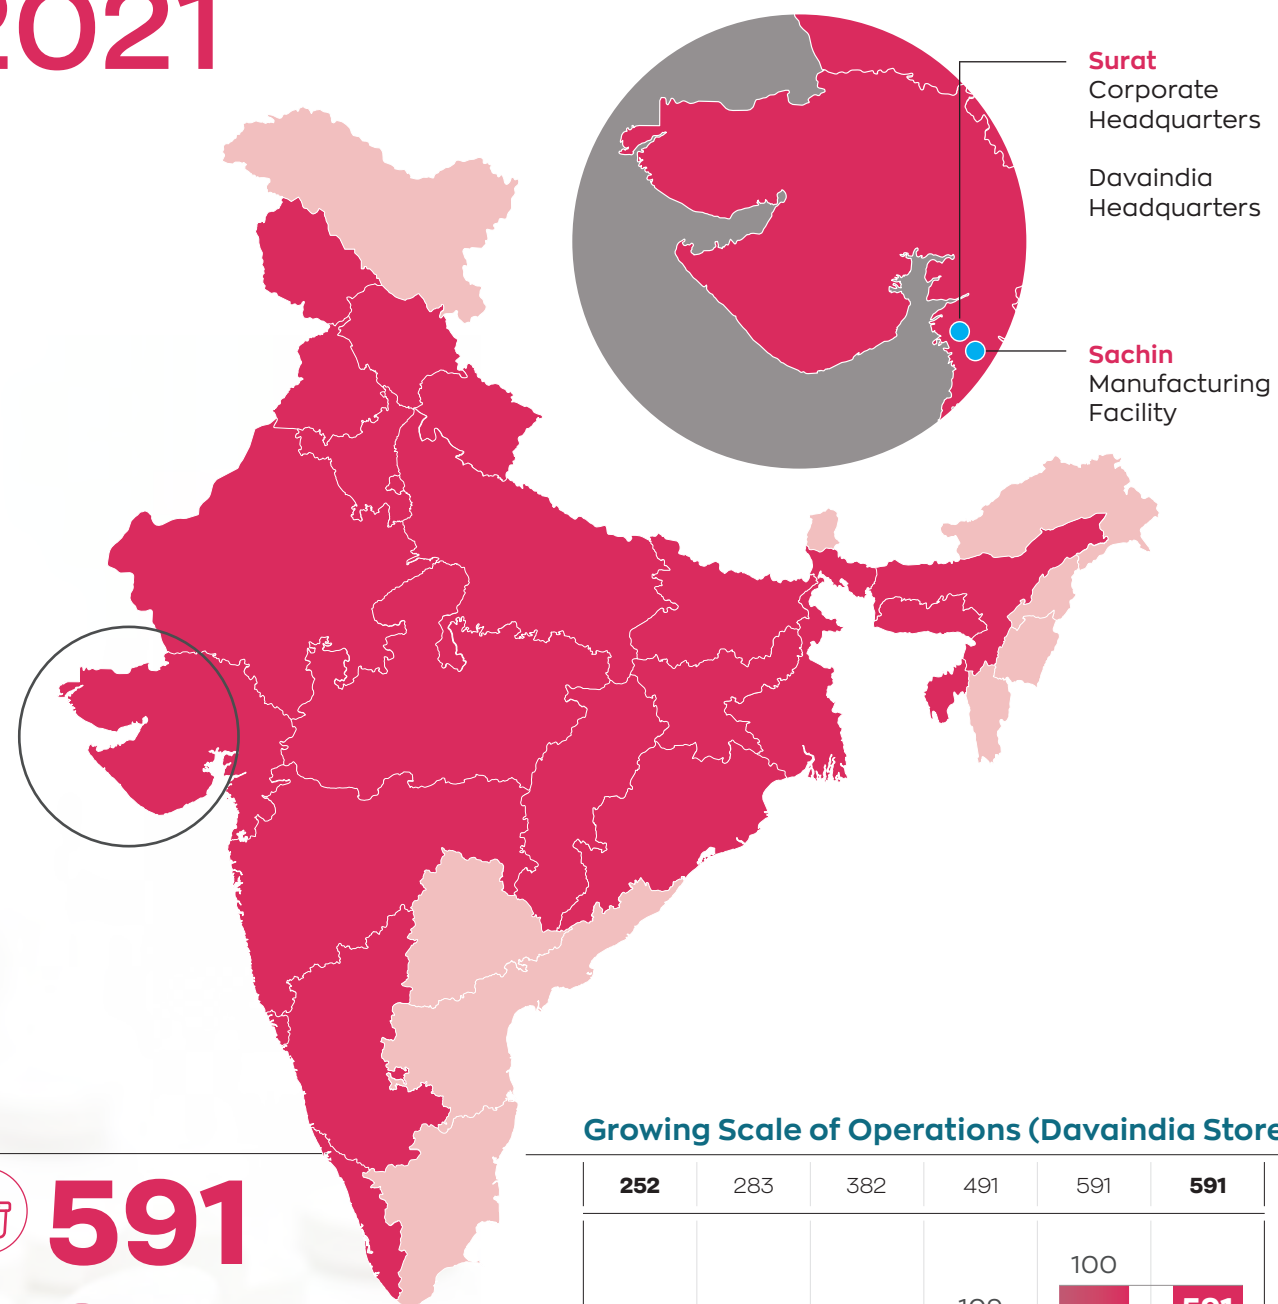 2021
Surat
Corporate
Headquarters
Davaindia
Headquarters
Sachin
Manufacturing
Facility
591
Growing Scale of Operations (Davaindia Store
252 283 382 491 591 591
100